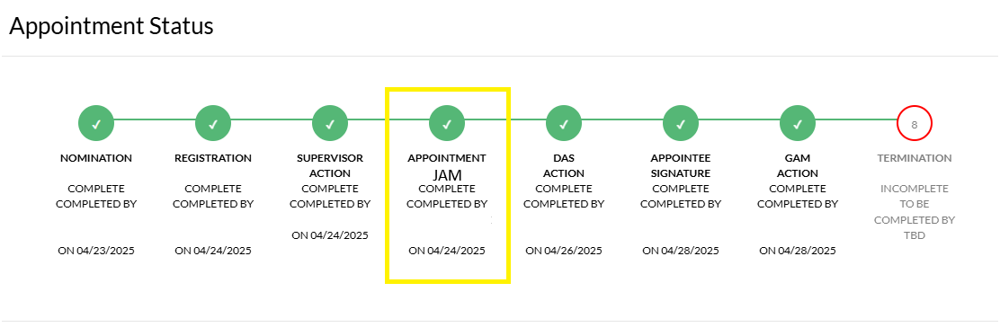 Appointment Status
8
NOMINATION
COMPLETE
COMPLETED BY
ON 04/23/2025
REGISTRATION
COMPLETE
COMPLETED BY
ON 04/24/2025
SUPERVISOR
ACTION
COMPLETE
COMPLETED BY
ON 04/24/2025
APPOINTMENT
JAM
COMPLETE
COMPLETED BY
ON 04/24/2025
DAS
ACTION
COMPLETE
COMPLETED BY
ON 04/26/2025
APPOINTEE
SIGNATURE
COMPLETE
COMPLETED BY
ON 04/28/2025
GAM
ACTION
COMPLETE
COMPLETED BY
ON 04/28/2025
TERMINATION
INCOMPLETE
TO BE
COMPLETED BY
TBD